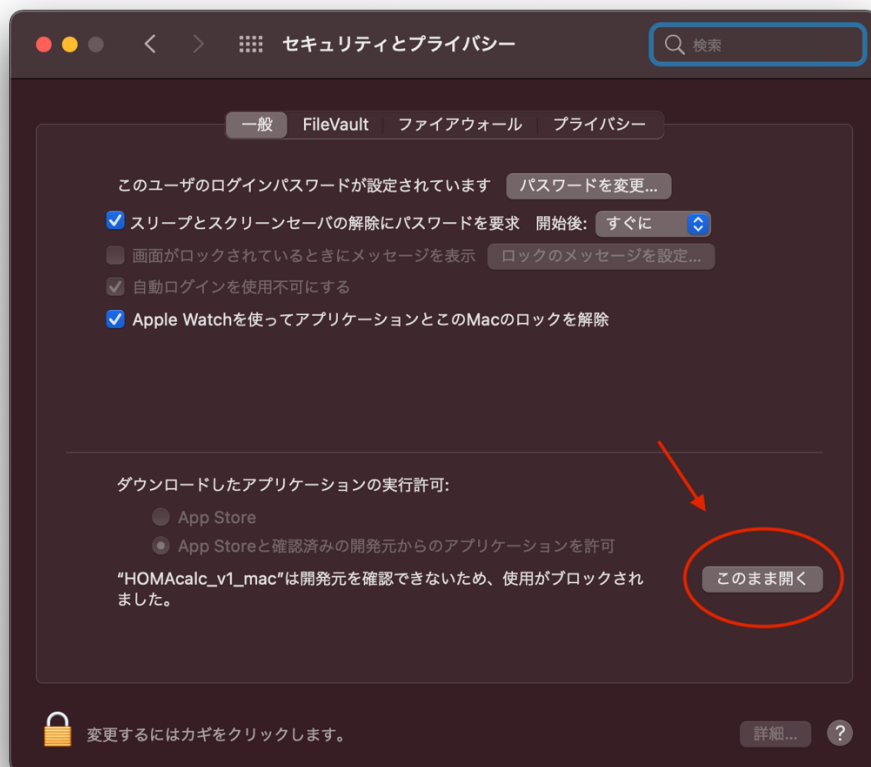 セキュリティとプライバシー
検索
一般 FileVault ファイアウォール プライバシー
このユーザのログインパスワードが設定されています パスワードを変更...
スリープとスクリーンセーバの解除にパスワードを要求 開始後: すぐに
画面がロックされているときにメッセージを表示 ロックのメッセージを設定...
自動ログインを使用不可にする
Apple Watchを使ってアプリケーションとこのMacのロックを解除
ダウンロードしたアプリケーションの実行許可:
App Store
App Storeと確認済みの開発元からのアプリケーションを許可
“HOMAcalc_v1_mac”は開発元を確認できないため、使用がブロックされ
ました。
このまま開く
変更するにはカギをクリックします。
詳細...
?